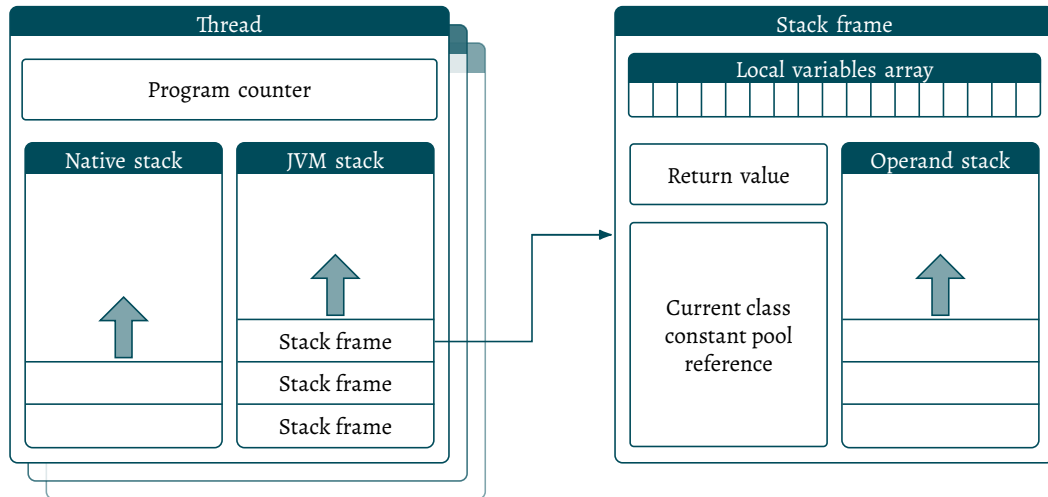 Thread
Program counter
Native stack
JVM stack
Stack frame
Stack frame
Stack frame
Stack frame
Local variables array
Return value
Operand stack
Current class
constant pool
reference